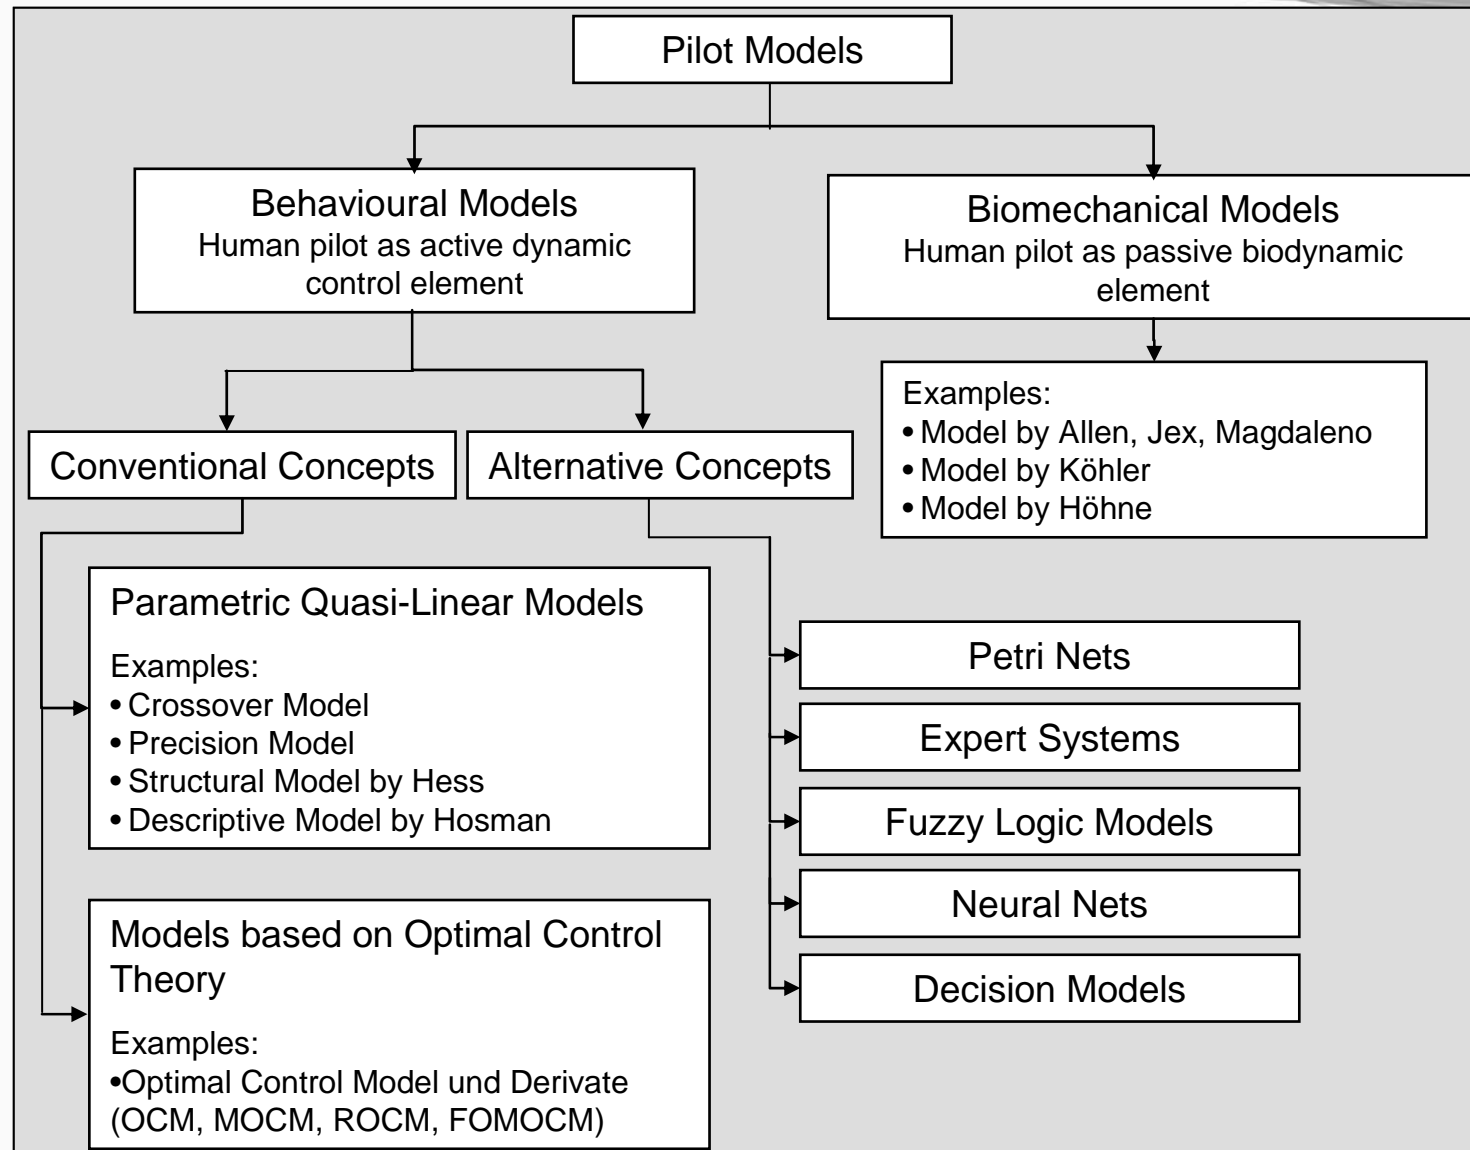 Pilot Models
Behavioural Models
Human pilot as active dynamic
control element
Biomechanical Models
Human pilot as passive biodynamic
element
Examples:
• Model by Allen, Jex, Magdaleno
• Model by Köhler
• Model by Höhne
Conventional Concepts
Alternative Concepts
Parametric Quasi-Linear Models
Examples:
• Crossover Model
• Precision Model
• Structural Model by Hess
• Descriptive Model by Hosman
Models based on Optimal Control
Theory
Examples:
•Optimal Control Model und Derivate
(OCM, MOCM, ROCM, FOMOCM)
Petri Nets
Expert Systems
Fuzzy Logic Models
Neural Nets
Decision Models